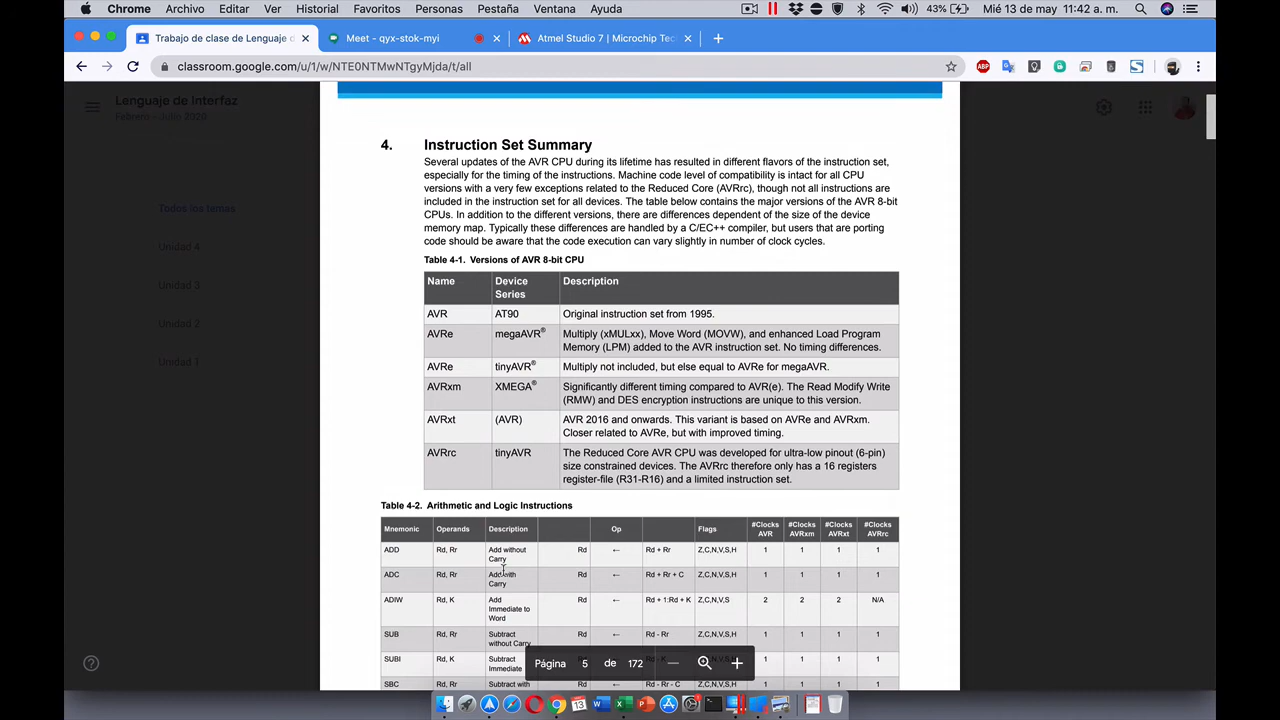 Chrome Archivo Editar Ver Historial Favoritos Personas Pestaña Ventana Ayuda 43% Mié 13 de may 11:42 a. m.
Trabajo de clase de Lenguaje d Meet - qyx-stok-myi Atmel Studio 7 | Microchip Tec
classroom.google.com/u/1/w/NTE0NTMwNTgyMjda/t/all
Lenguaje de Interfaz
Febrero - Julio 2020
Todos los temas
Unidad 4
Unidad 3
Unidad 2
Unidad 1
4. Instruction Set Summary
Several updates of the AVR CPU during its lifetime has resulted in different flavors of the instruction set,
especially for the timing of the instructions. Machine code level of compatibility is intact for all CPU
versions with a very few exceptions related to the Reduced Core (AVRrc), though not all instructions are
included in the instruction set for all devices. The table below contains the major versions of the AVR 8-bit
CPUs. In addition to the different versions, there are differences dependent of the size of the device
memory map. Typically these differences are handled by a C/EC++ compiler, but users that are porting
code should be aware that the code execution can vary slightly in number of clock cycles.
Table 4-1. Versions of AVR 8-bit CPU
Name Device Series Description
AVR AT90 Original instruction set from 1995.
AVRe megaAVR® Multiply (xMULxx), Move Word (MOVW), and enhanced Load Program
Memory (LPM) added to the AVR instruction set. No timing differences.
AVRe tinyAVR® Multiply not included, but else equal to AVRe for megaAVR.
AVRxm XMEGA® Significantly different timing compared to AVR(e). The Read Modify Write
(RMW) and DES encryption instructions are unique to this version.
AVRxt (AVR) AVR 2016 and onwards. This variant is based on AVRe and AVRxm.
Closer related to AVRe, but with improved timing.
AVRrc tinyAVR The Reduced Core AVR CPU was developed for ultra-low pinout (6-pin)
size constrained devices. The AVRrc therefore only has a 16 registers
register-file (R31-R16) and a limited instruction set.
Table 4-2. Arithmetic and Logic Instructions
Mnemonic Operands Description Op Flags #Clocks AVR #Clocks AVRxm #Clocks AVRxt #Clocks AVRrc
ADD Rd, Rr Add without Carry Rd ← Rd + Rr Z,C,N,V,S,H 1 1 1 1
ADC Rd, Rr Add with Carry Rd ← Rd + Rr + C Z,C,N,V,S,H 1 1 1 1
ADIW Rd, K Add Immediate to Word Rd ← Rd + 1:Rd + K Z,C,N,V,S 2 2 2 N/A
SUB Rd, Rr Subtract without Carry Rd ← Rd - Rr Z,C,N,V,S,H 1 1 1 1
SUBI Rd, K Subtract Immediate 1 1 1
SBC Rd, Rr Subtract with Rd ← Rd - Rr - C Z,C,N,V,S,H 1 1 1 1
Página 5 de 172